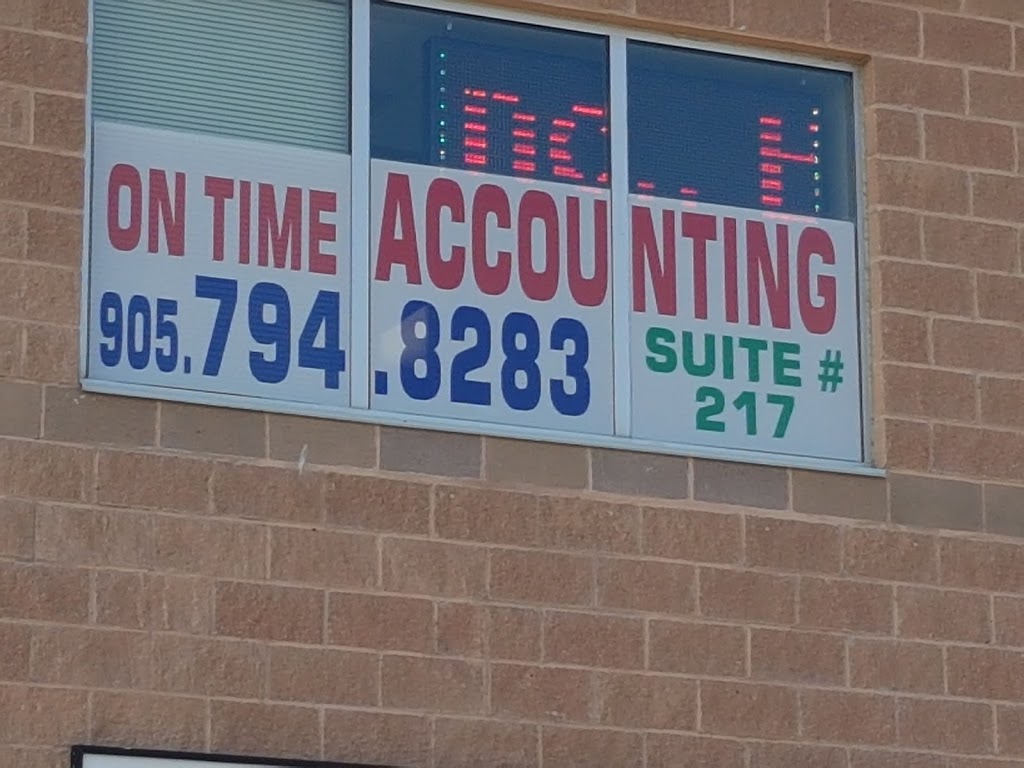 ON TIME ACCOUNTING
905.794.8283
SUITE #
217